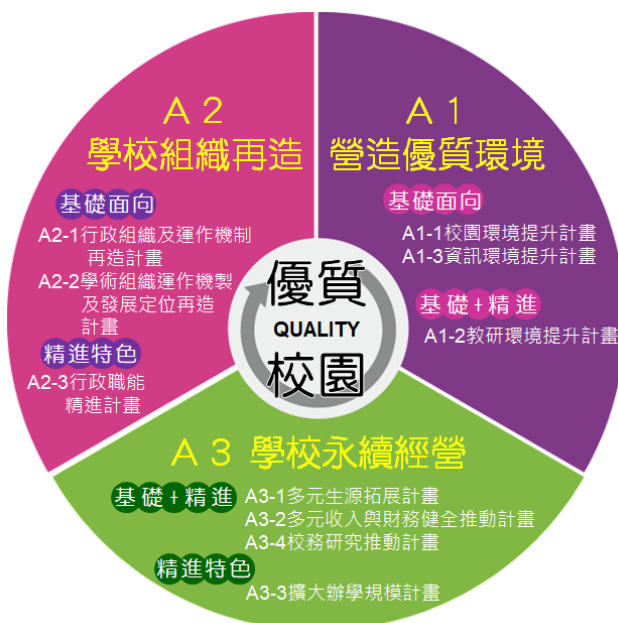 A 1
營造優質環境
基礎面向
A1-1校園環境提升計畫
A1-3資訊環境提升計畫
基礎+精進
A1-2教研環境提升計畫
A 2
學校組織再造
基礎面向
A2-1行政組織及運作機制
再造計畫
A2-2學術組織運作機製
及發展定位再造
計畫
精進特色
A2-3行政職能
精進計畫
優質
QUALITY
校園
A 3 學校永續經營
基礎+精進
A3-1多元生源拓展計畫
A3-2多元收入與財務健全推動計畫
A3-4校務研究推動計畫
精進特色
A3-3擴大辦學規模計畫